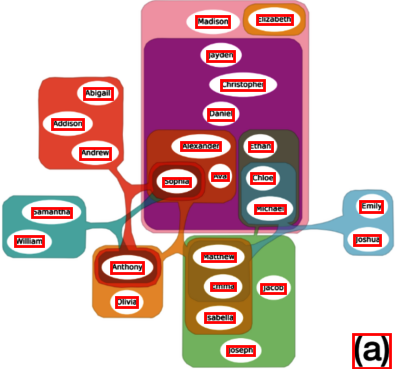 Madison
Elizabeth
Jayden
Christopher
Daniel
Abigail
Addison
Andrew
Alexander
Ethan
Sophia
Ava
Chloe
Michael
Samantha
William
Emily
Joshua
Anthony
Olivia
Matthew
Emma
Jacob
Isabella
Joseph
(a)